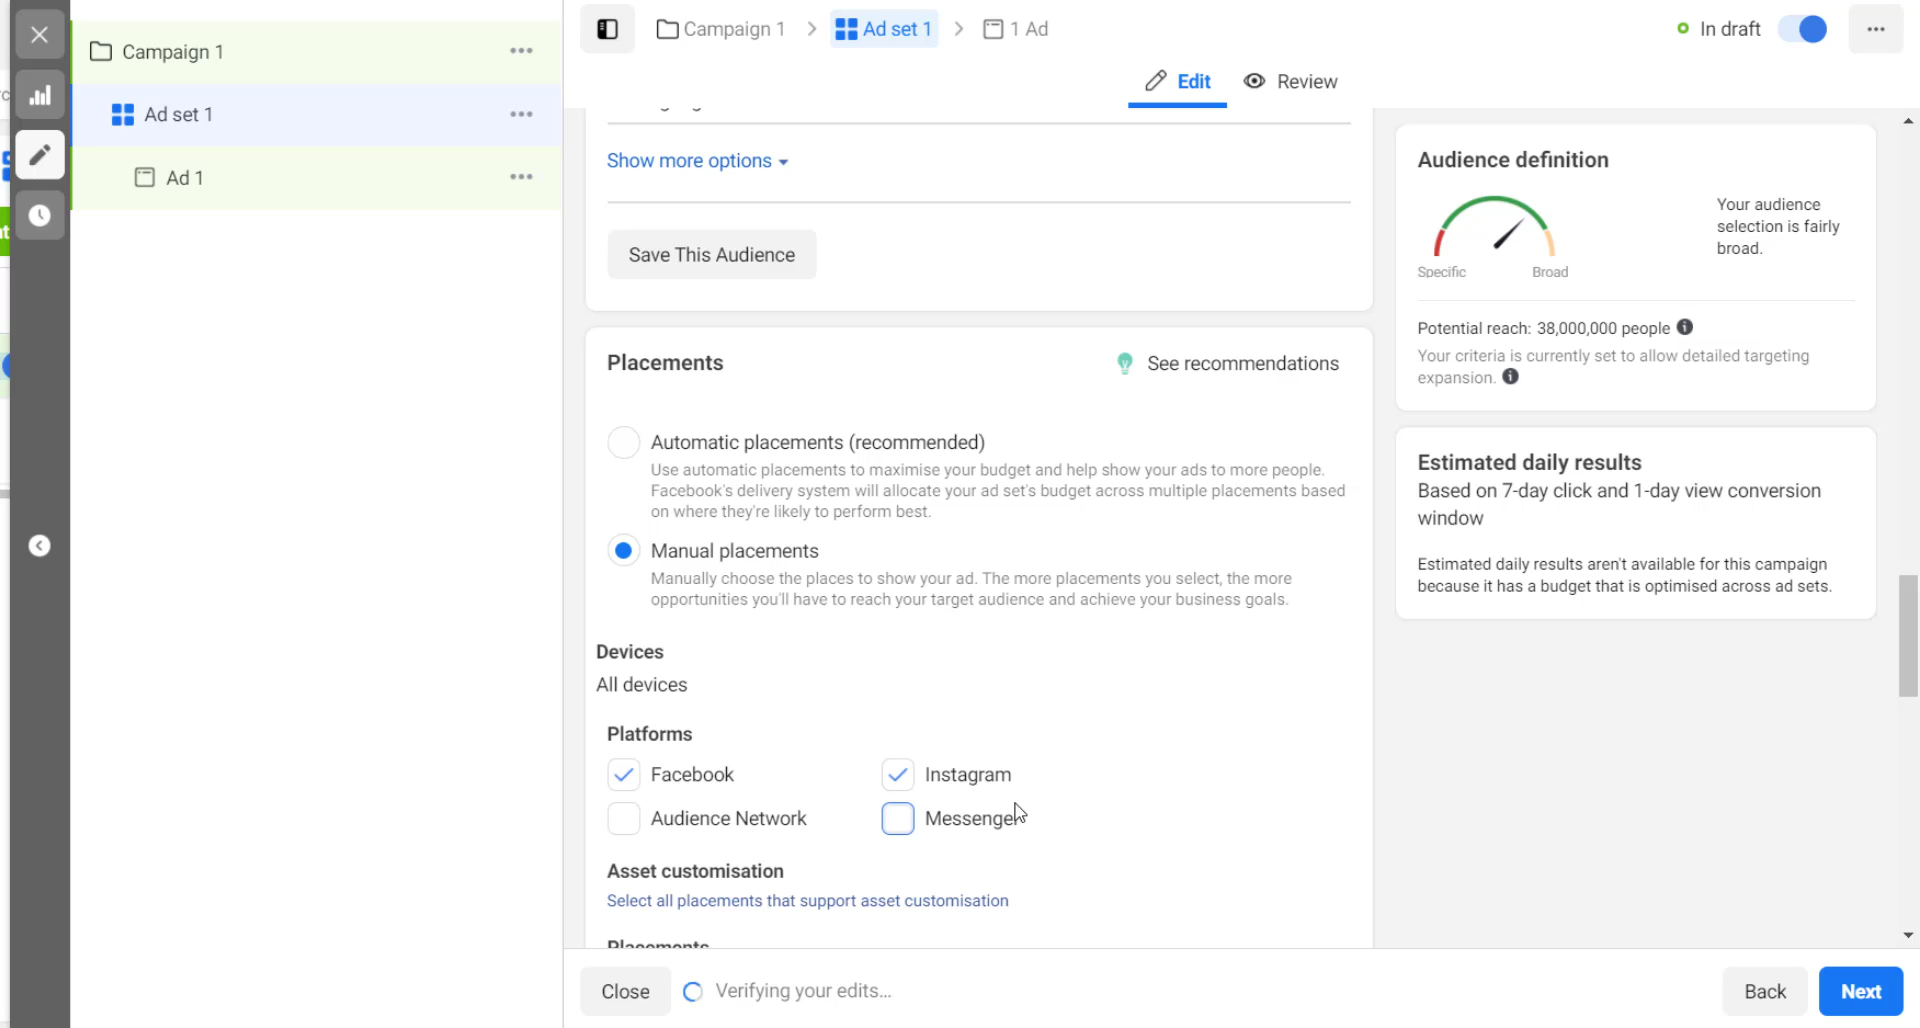 Campaign 1
Ad set 1
Ad 1
Campaign 1 > Ad set 1 > 1 Ad
In draft
Edit
Review
Show more options
Save This Audience
Placements
See recommendations
Automatic placements (recommended)
Use automatic placements to maximise your budget and help show your ads to more people.
Facebook's delivery system will allocate your ad set's budget across multiple placements based
on where they're likely to perform best.
Manual placements
Manually choose the places to show your ad. The more placements you select, the more
opportunities you'll have to reach your target audience and achieve your business goals.
Devices
All devices
Platforms
Facebook
Instagram
Audience Network
Messenger
Asset customisation
Select all placements that support asset customisation
Placements
Close
Verifying your edits...
Back
Next
Audience definition
Specific
Broad
Your audience
selection is fairly
broad.
Potential reach: 38,000,000 people
Your criteria is currently set to allow detailed targeting
expansion.
Estimated daily results
Based on 7-day click and 1-day view conversion
window
Estimated daily results aren't available for this campaign
because it has a budget that is optimised across ad sets.